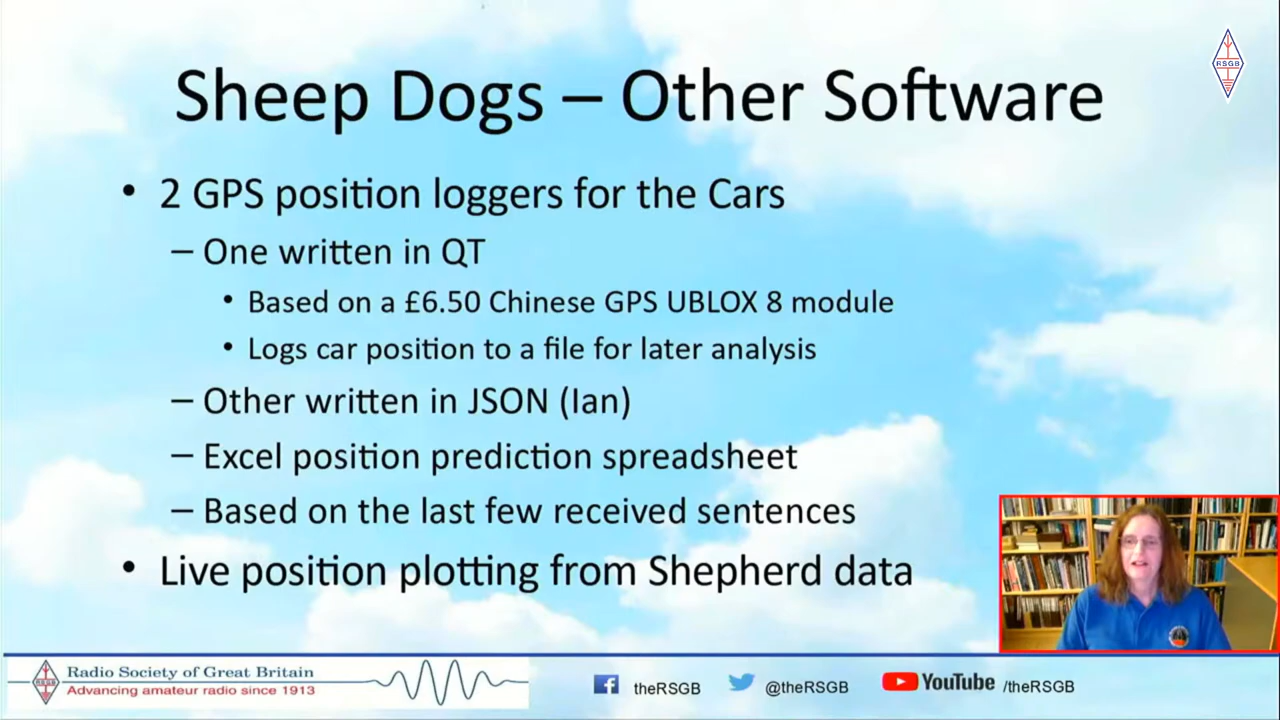 RSGB
Sheep Dogs – Other Software
• 2 GPS position loggers for the Cars
– One written in QT
• Based on a £6.50 Chinese GPS UBLOX 8 module
• Logs car position to a file for later analysis
– Other written in JSON (Ian)
– Excel position prediction spreadsheet
– Based on the last few received sentences
• Live position plotting from Shepherd data
RSGB
Radio Society of Great Britain
Advancing amateur radio since 1913
theRSGB
@theRSGB
YouTube /theRSGB